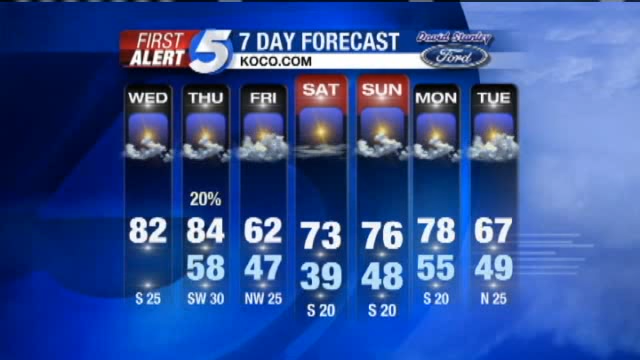 FIRST ALERT 5
7 DAY FORECAST
KOCO.COM
David Stanley
Ford
WED THU FRI SAT SUN MON TUE
20%
82 84 62 73 76 78 67
58 47 39 48 55 49
S 25 SW 30 NW 25 S 20 S 20 S 20 N 25